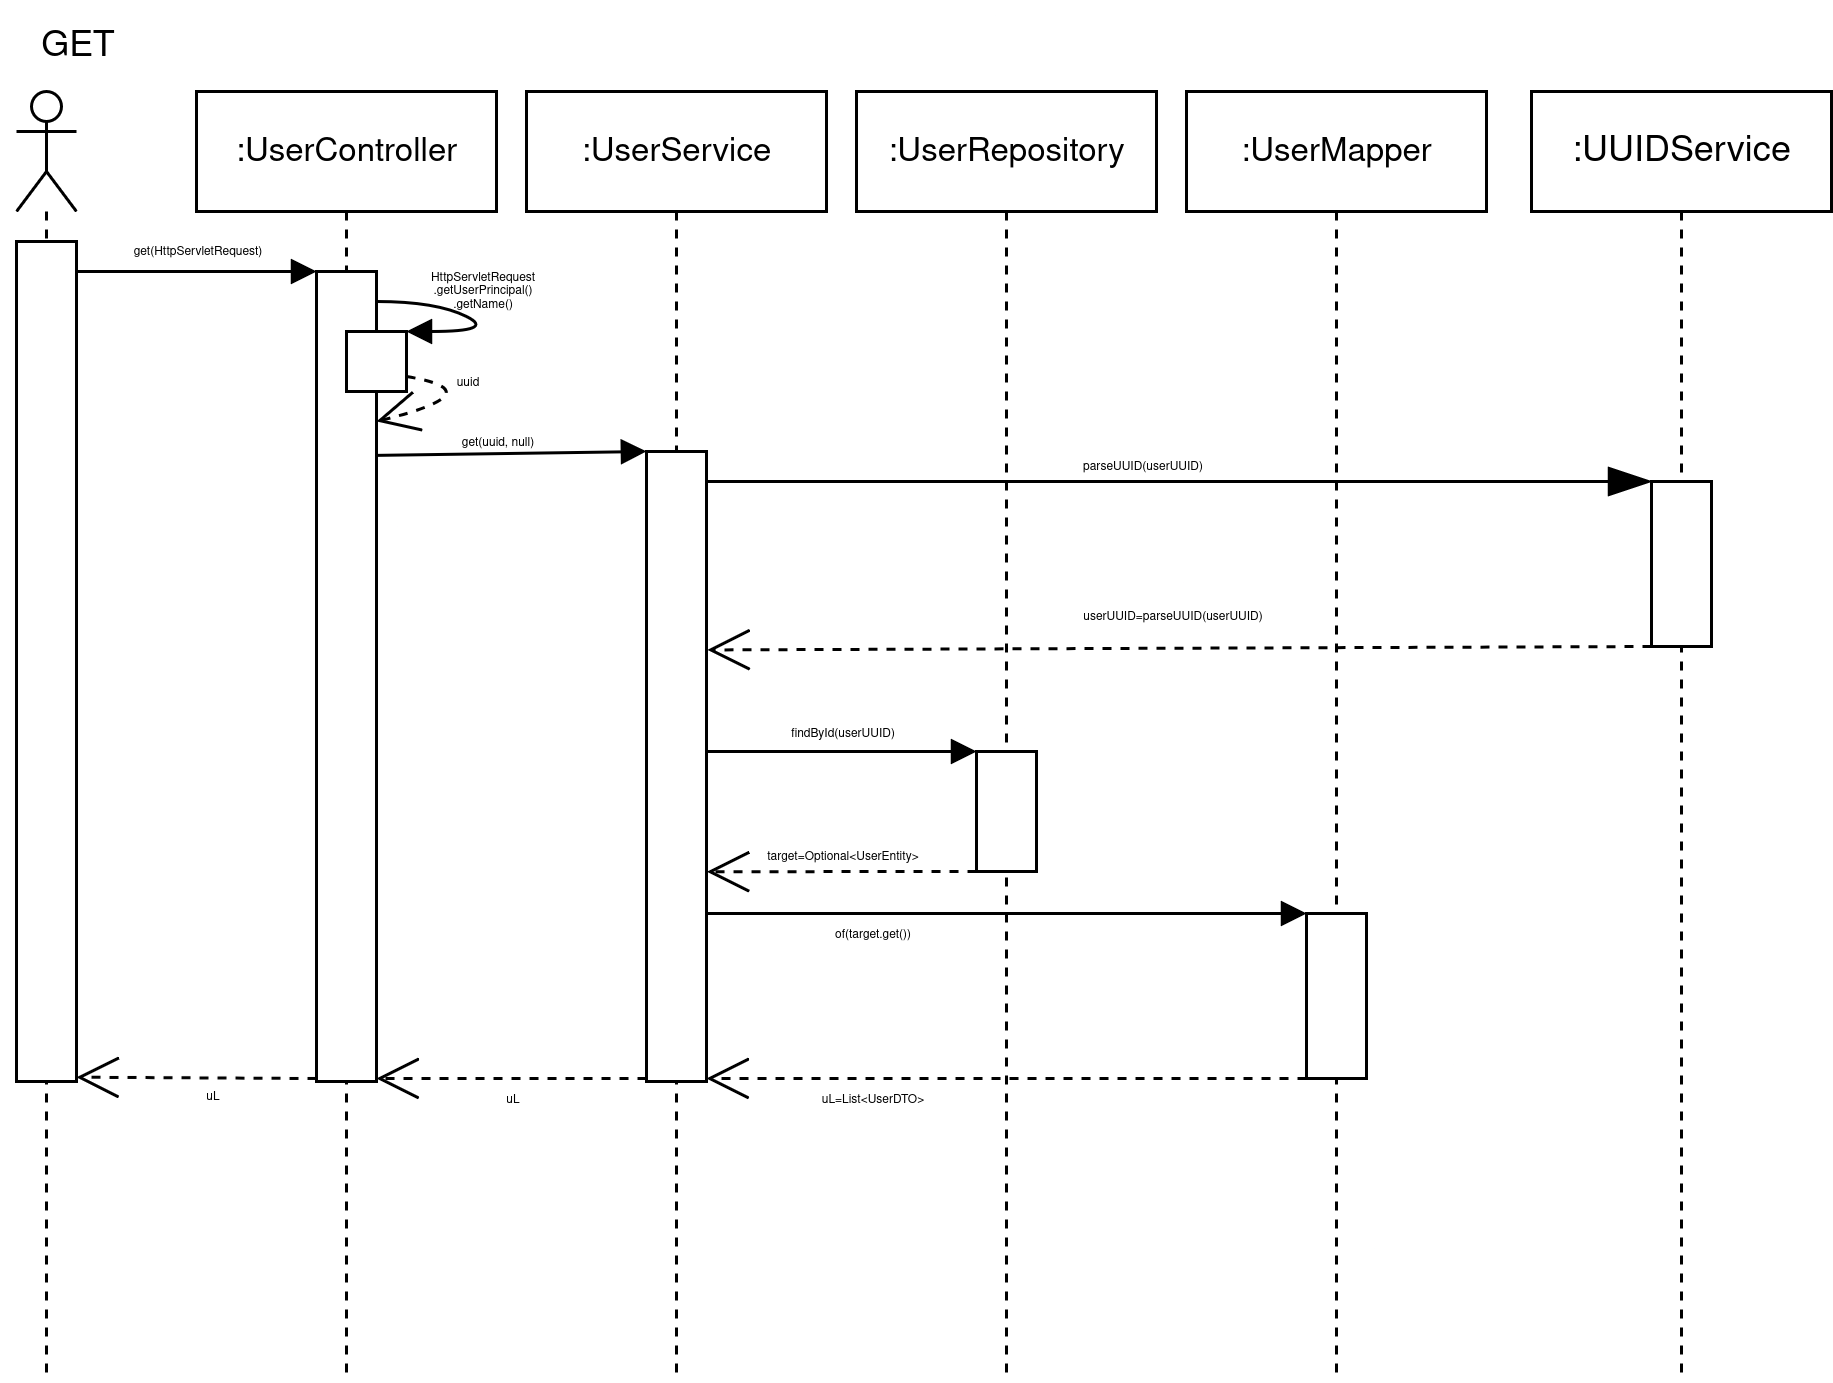 GET
:UserController
:UserService
:UserRepository
:UserMapper
:UUIDService
get(HttpServletRequest)
HttpServletRequest
.getUserPrincipal()
.getName()
uuid
get(uuid, null)
parseUUID(userUUID)
userUUID=parseUUID(userUUID)
findById(userUUID)
target=Optional<UserEntity>
of(target.get())
uL
uL
uL=List<UserDTO>